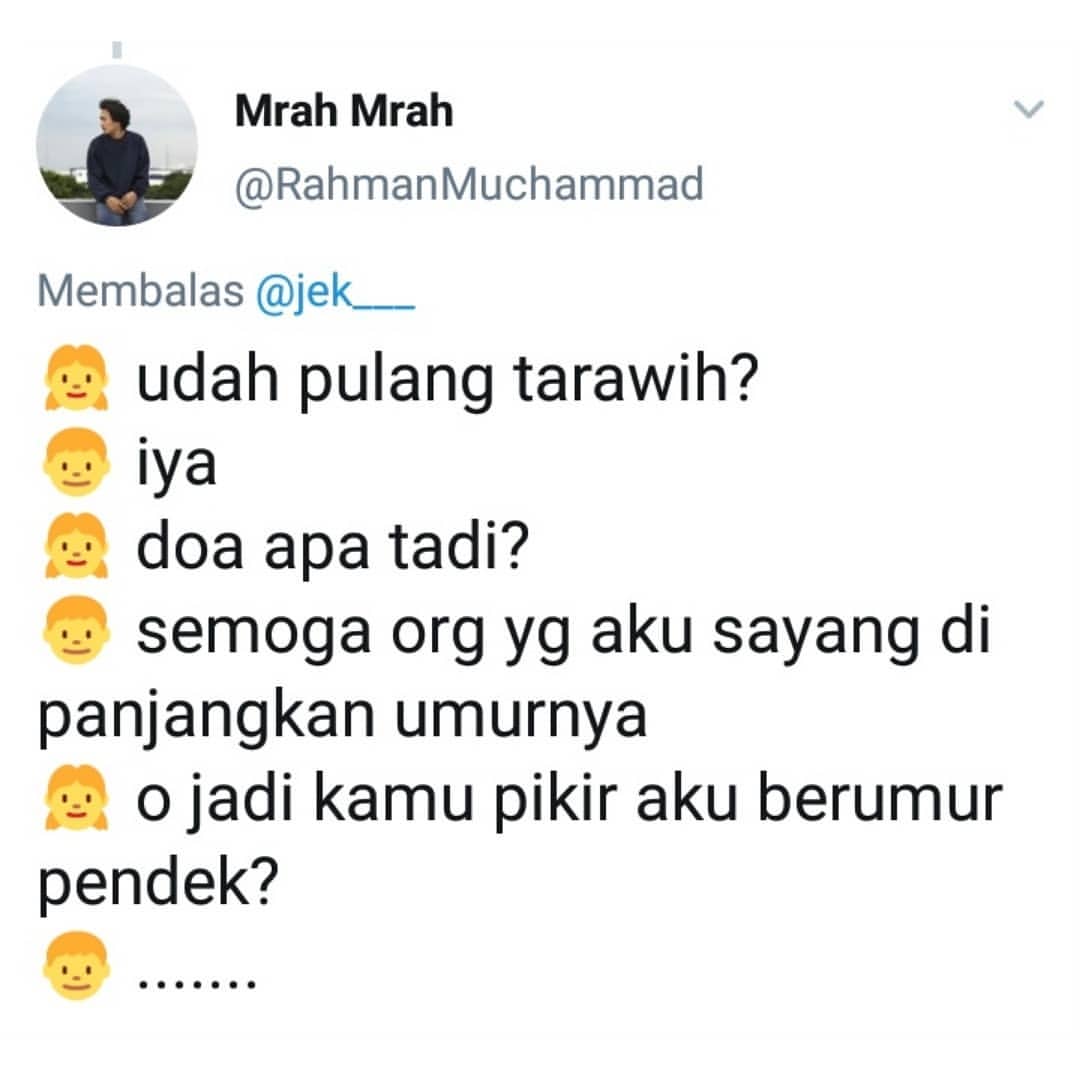 Mrah Mrah
@RahmanMuchammad
Membalas @jek___
👧 udah pulang tarawih?
👦 iya
👧 doa apa tadi?
👦 semoga org yg aku sayang di
panjangkan umurnya
👧 o jadi kamu pikir aku berumur
pendek?
👦 .......